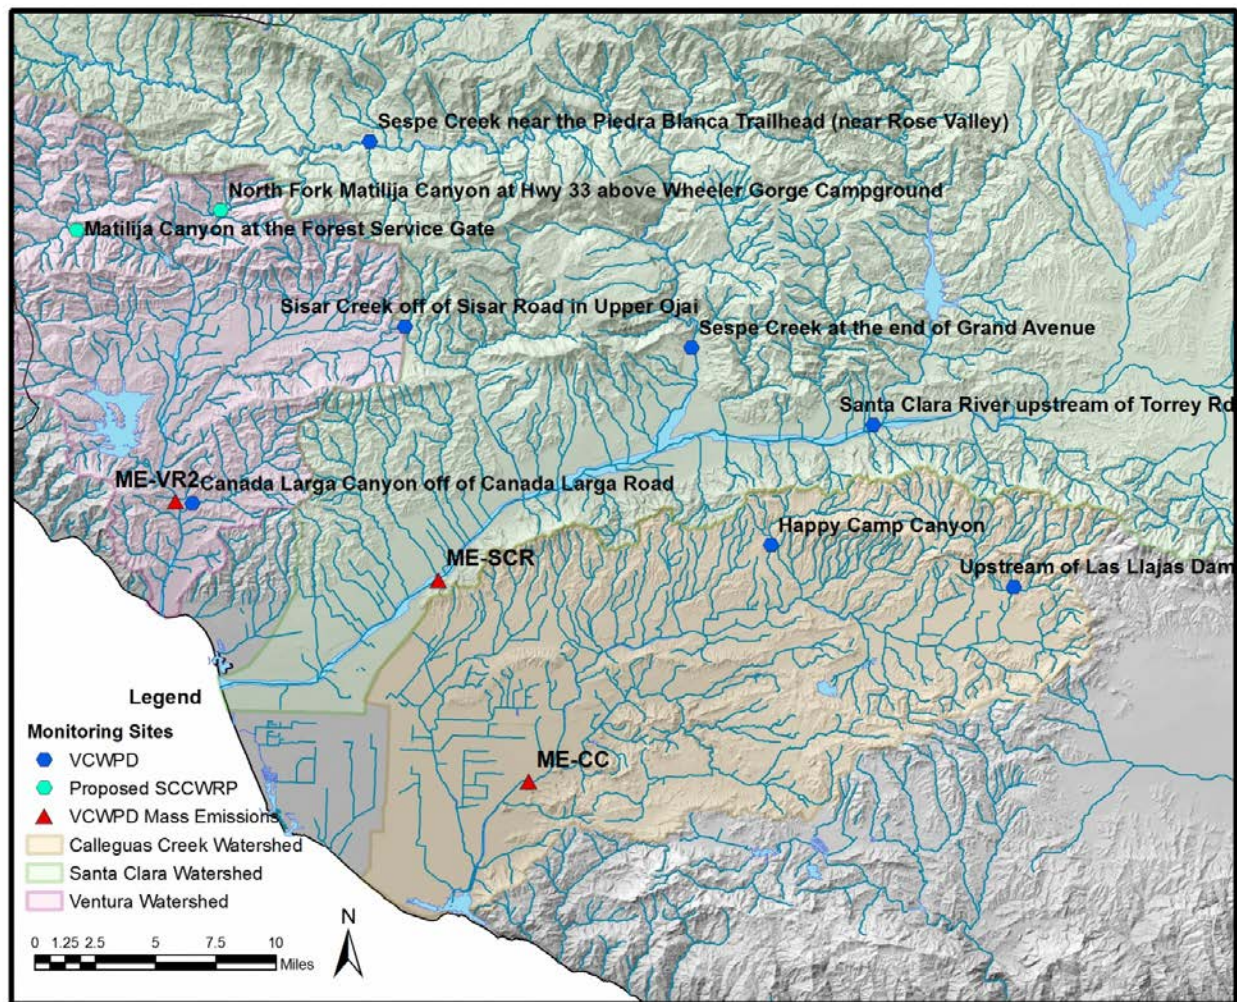 Sespe Creek near the Piedra Blanca Trailhead (near Rose Valley)
North Fork Matilija Canyon at Hwy 33 above Wheeler Gorge Campground
Matilija Canyon at the Forest Service Gate
Sisar Creek off of Sisar Road in Upper Ojai
Sespe Creek at the end of Grand Avenue
Santa Clara River upstream of Torrey Rd
ME-VR2
Canada Larga Canyon off of Canada Larga Road
Happy Camp Canyon
ME-SCR
Upstream of Las Llajas Dam
ME-CC
Legend
Monitoring Sites
VCWPD
Proposed SCCWRP
VCWPD Mass Emissions
Calleguas Creek Watershed
Santa Clara Watershed
Ventura Watershed
N
0 1.25 2.5 5 7.5 10
Miles